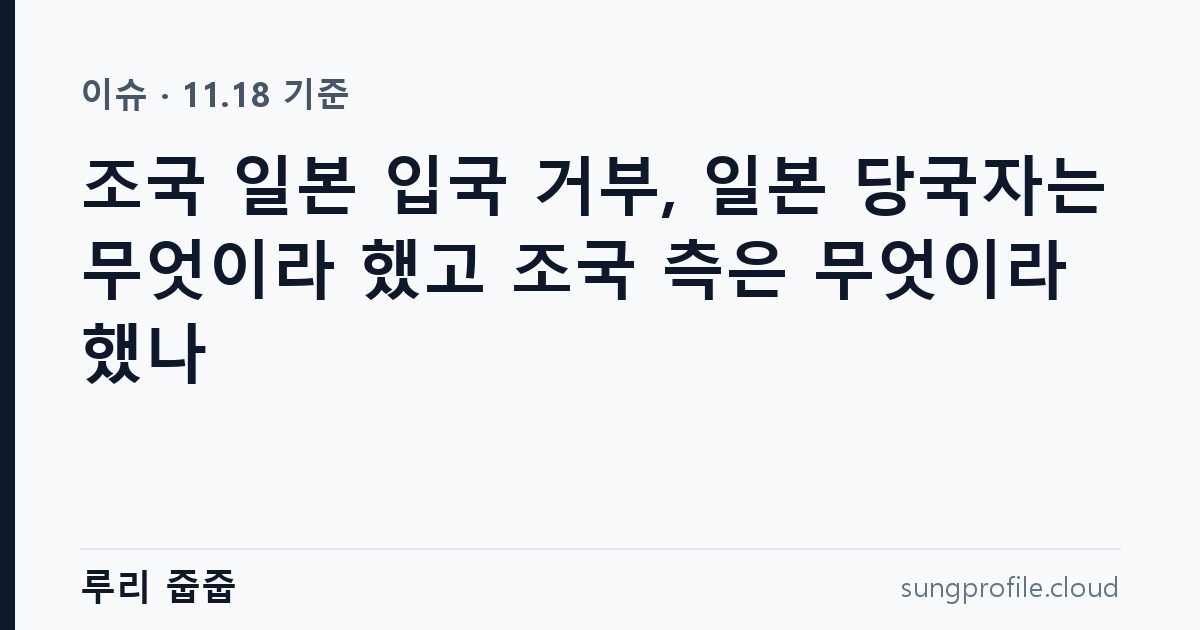 이슈 · 11.18 기준
조국 일본 입국 거부, 일본 당국자는
무엇이라 했고 조국 측은 무엇이라
했나
루리 줍줍
sungprofile.cloud